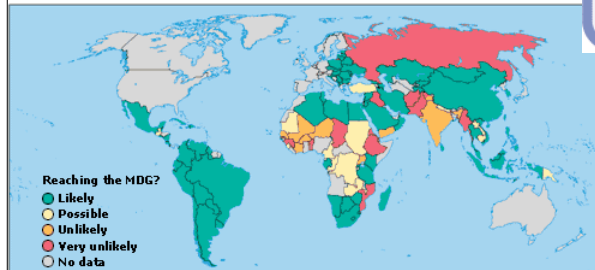 Reaching the MDG?
Likely
Possible
Unlikely
Very unlikely
No data